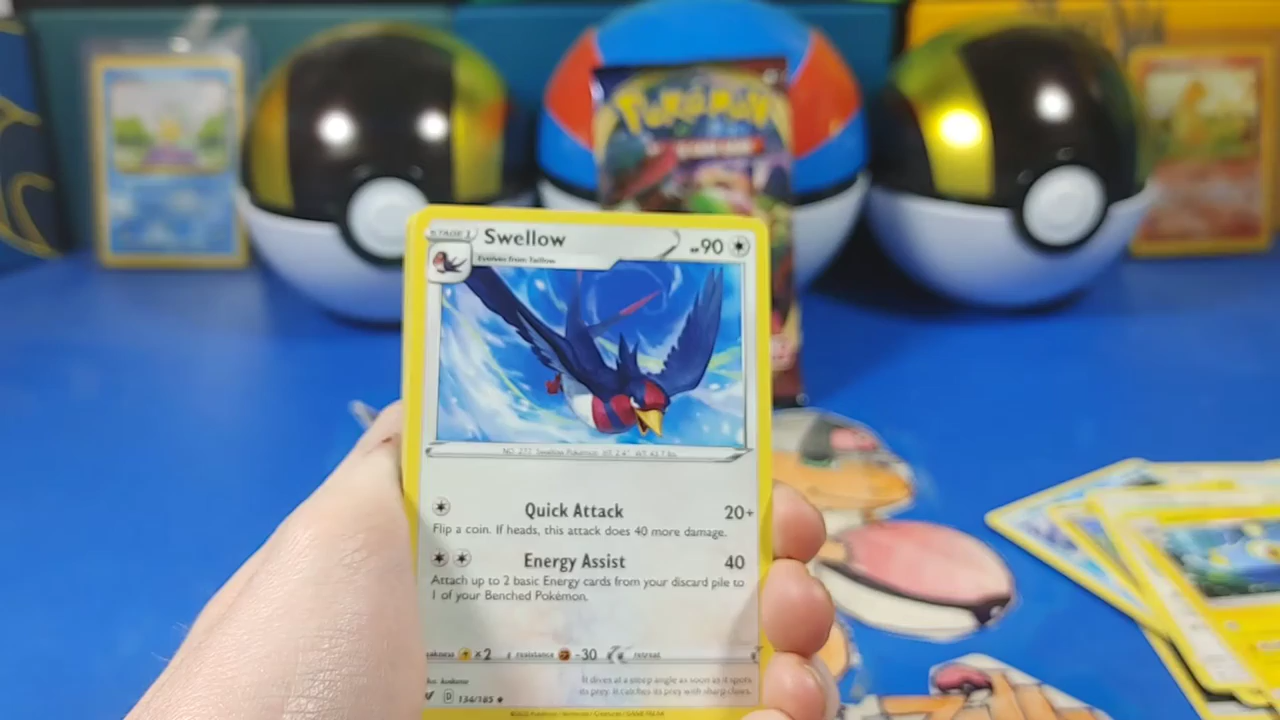 POKéMON
STAGE 1
Swellow
HP 90
Evolves from Taillow
NO. 277 Swallow Pokémon HT: 2'4" WT: 43.7 lbs.
Quick Attack 20+
Flip a coin. If heads, this attack does 40 more damage.
Energy Assist 40
Attach up to 2 basic Energy cards from your discard pile to
1 of your Benched Pokémon.
weakness ×2 resistance -30 retreat
It dives at a steep angle as soon as it spots
its prey. It catches its prey with sharp claws.
D 134/185